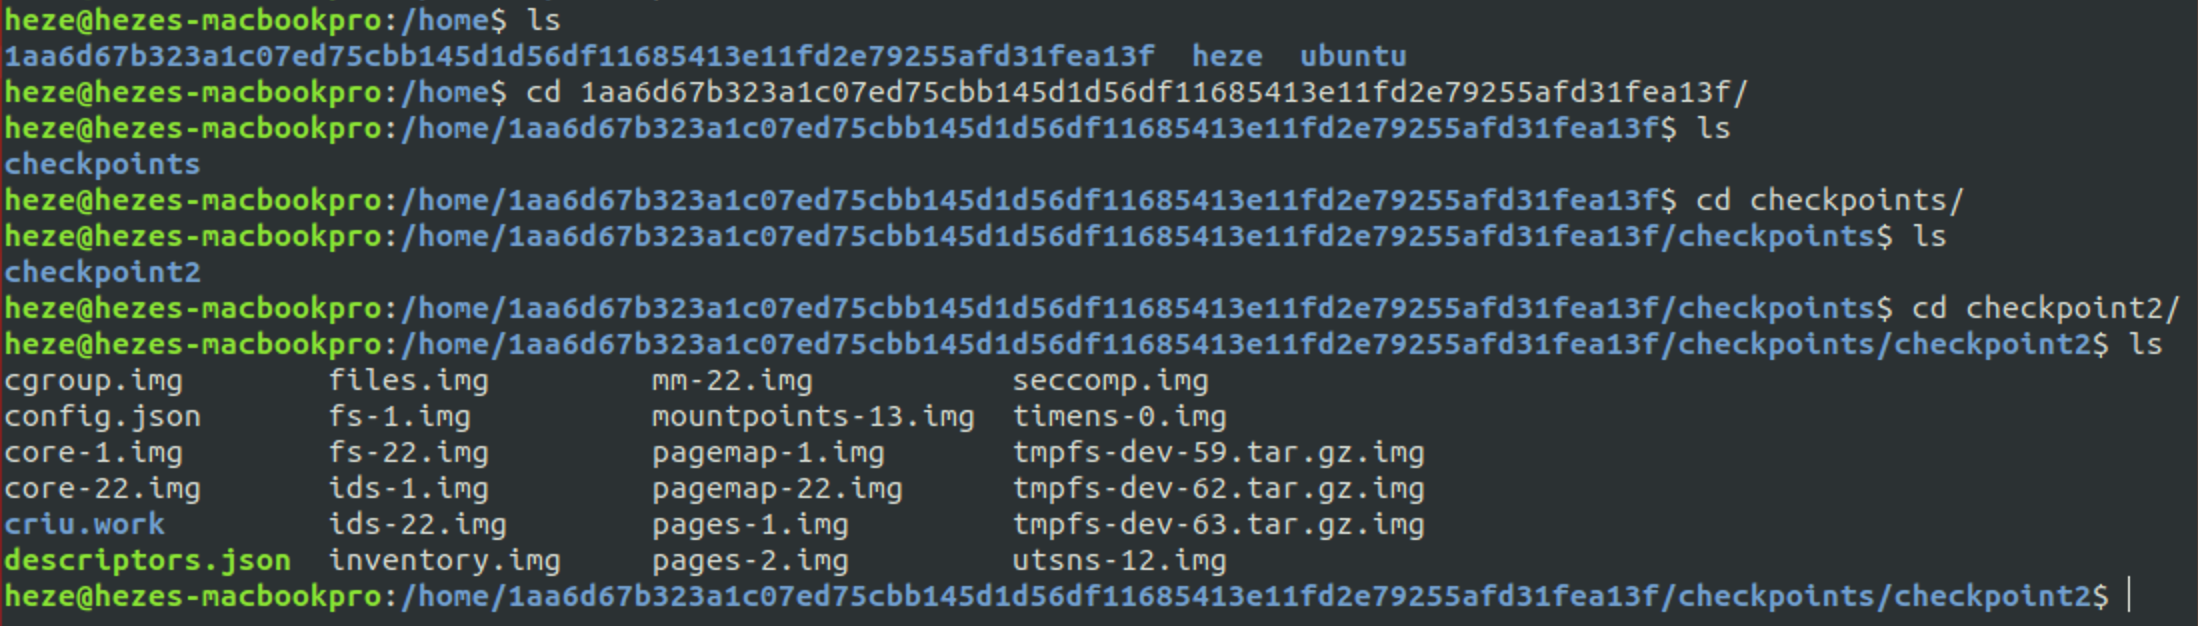 heze@hezes-macbookpro:/home$ ls
1aa6d67b323a1c07ed75cbb145d1d56df11685413e11fd2e79255afd31fea13f  heze  ubuntu
heze@hezes-macbookpro:/home$ cd 1aa6d67b323a1c07ed75cbb145d1d56df11685413e11fd2e79255afd31fea13f/
heze@hezes-macbookpro:/home/1aa6d67b323a1c07ed75cbb145d1d56df11685413e11fd2e79255afd31fea13f$ ls
checkpoints
heze@hezes-macbookpro:/home/1aa6d67b323a1c07ed75cbb145d1d56df11685413e11fd2e79255afd31fea13f$ cd checkpoints/
heze@hezes-macbookpro:/home/1aa6d67b323a1c07ed75cbb145d1d56df11685413e11fd2e79255afd31fea13f/checkpoints$ ls
checkpoint2
heze@hezes-macbookpro:/home/1aa6d67b323a1c07ed75cbb145d1d56df11685413e11fd2e79255afd31fea13f/checkpoints$ cd checkpoint2/
heze@hezes-macbookpro:/home/1aa6d67b323a1c07ed75cbb145d1d56df11685413e11fd2e79255afd31fea13f/checkpoints/checkpoint2$ ls
cgroup.img        files.img         mm-22.img           seccomp.img
config.json       fs-1.img          mountpoints-13.img  timens-0.img
core-1.img        fs-22.img         pagemap-1.img       tmpfs-dev-59.tar.gz.img
core-22.img       ids-1.img         pagemap-22.img      tmpfs-dev-62.tar.gz.img
criu.work         ids-22.img        pages-1.img         tmpfs-dev-63.tar.gz.img
descriptors.json  inventory.img     pages-2.img         utsns-12.img
heze@hezes-macbookpro:/home/1aa6d67b323a1c07ed75cbb145d1d56df11685413e11fd2e79255afd31fea13f/checkpoints/checkpoint2$